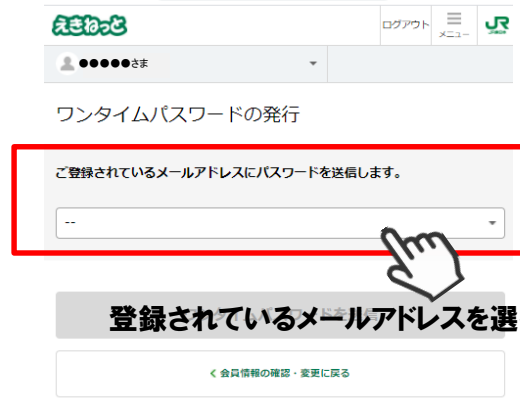 えきねっと
ログアウト
メニュー
JR
●●●●●さま
ワンタイムパスワードの発行
ご登録されているメールアドレスにパスワードを送信します。
--
登録されているメールアドレスを選
会員情報の確認・変更に戻る